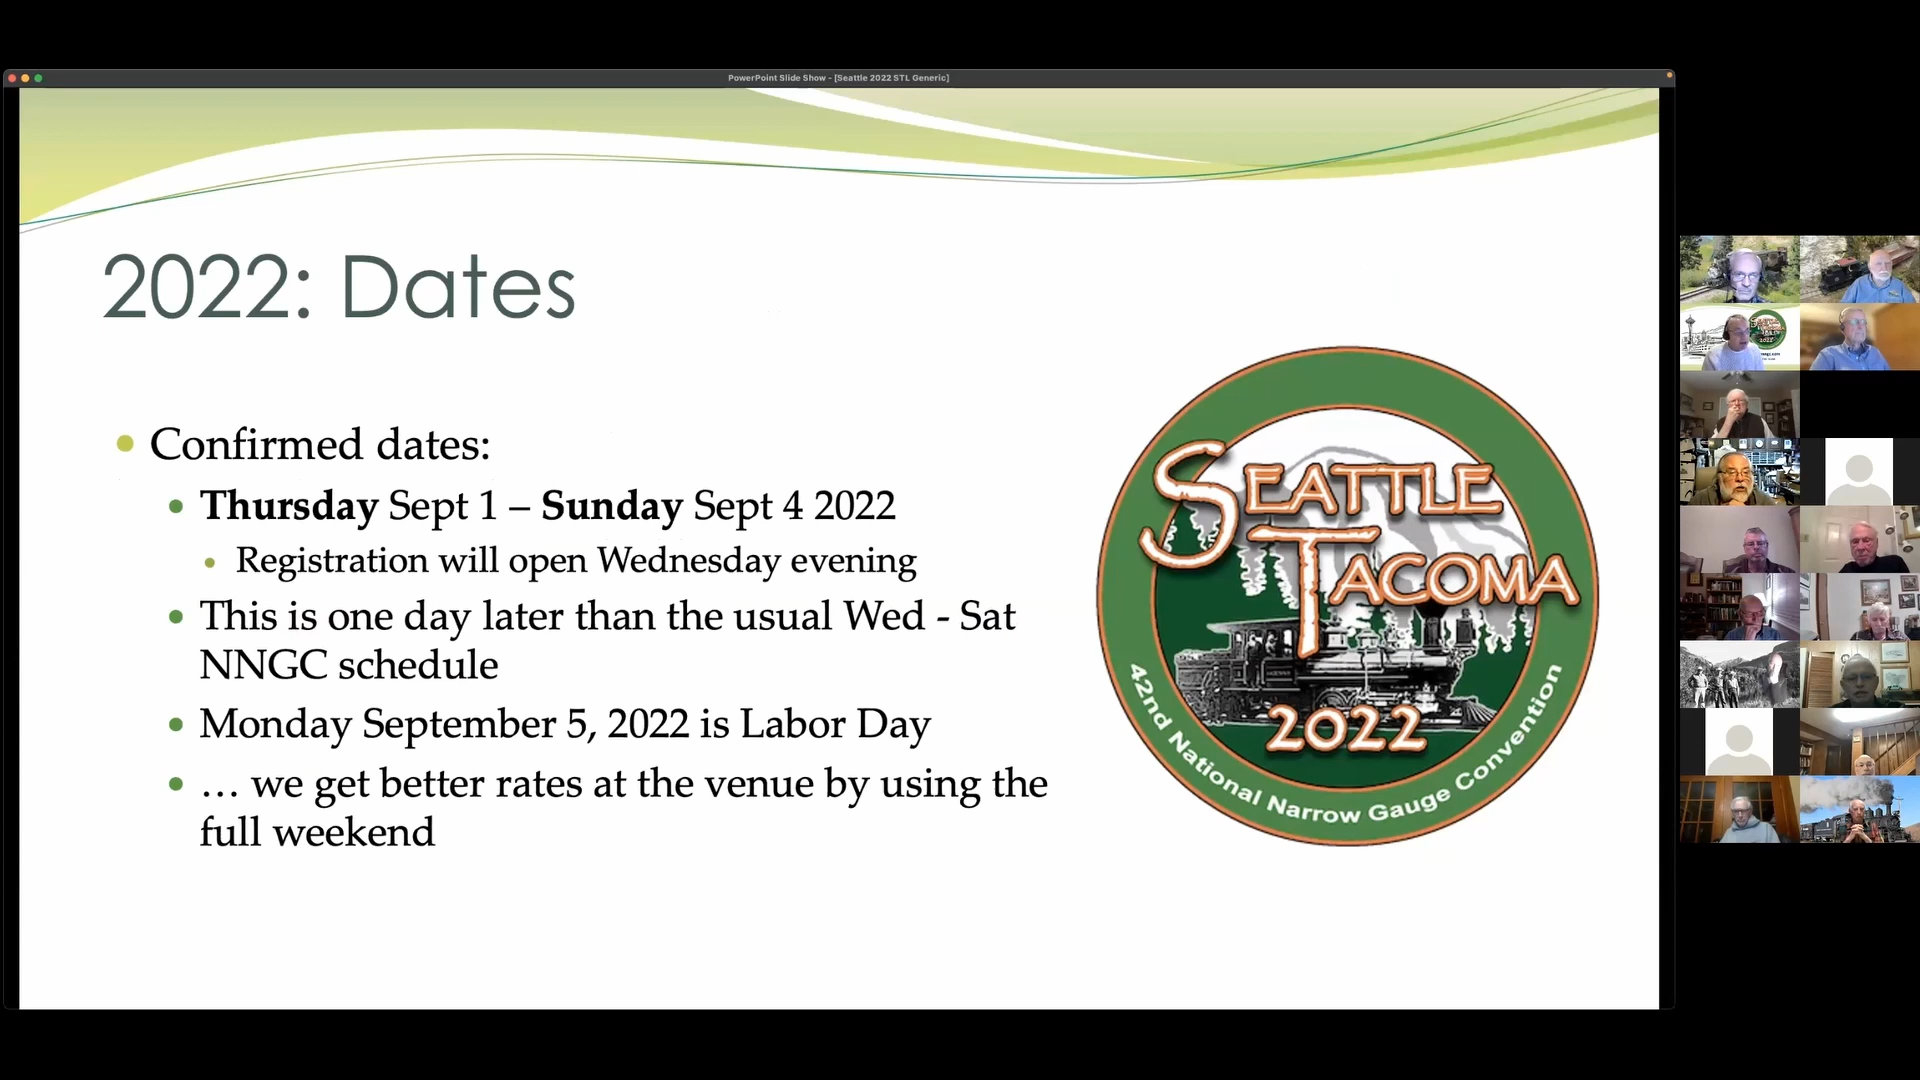 PowerPoint Slide Show - [Seattle 2022 STL Generic]
2022: Dates
Confirmed dates:
Thursday Sept 1 – Sunday Sept 4 2022
Registration will open Wednesday evening
This is one day later than the usual Wed - Sat
NNGC schedule
Monday September 5, 2022 is Labor Day
… we get better rates at the venue by using the
full weekend
SEATTLE
TACOMA
2022
42nd National Narrow Gauge Convention